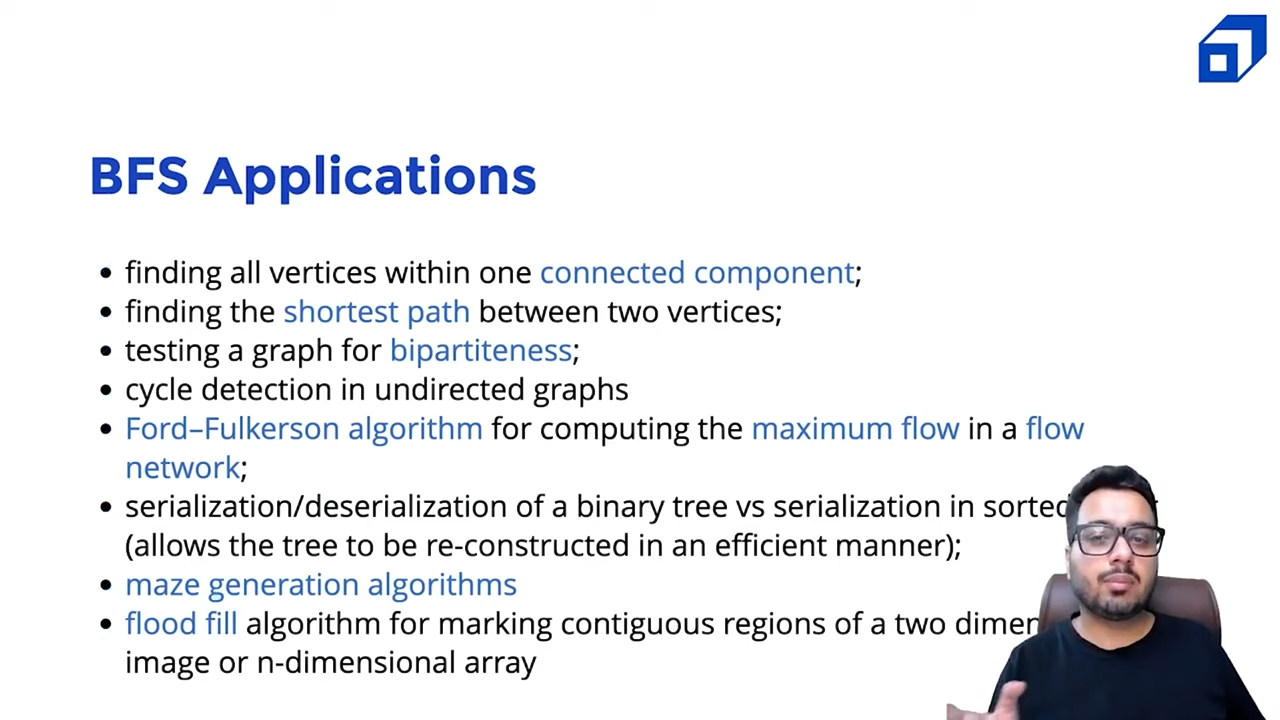 BFS Applications
• finding all vertices within one connected component;
• finding the shortest path between two vertices;
• testing a graph for bipartiteness;
• cycle detection in undirected graphs
• Ford–Fulkerson algorithm for computing the maximum flow in a flow
network;
• serialization/deserialization of a binary tree vs serialization in sorted
(allows the tree to be re-constructed in an efficient manner);
• maze generation algorithms
• flood fill algorithm for marking contiguous regions of a two
image or n-dimensional array